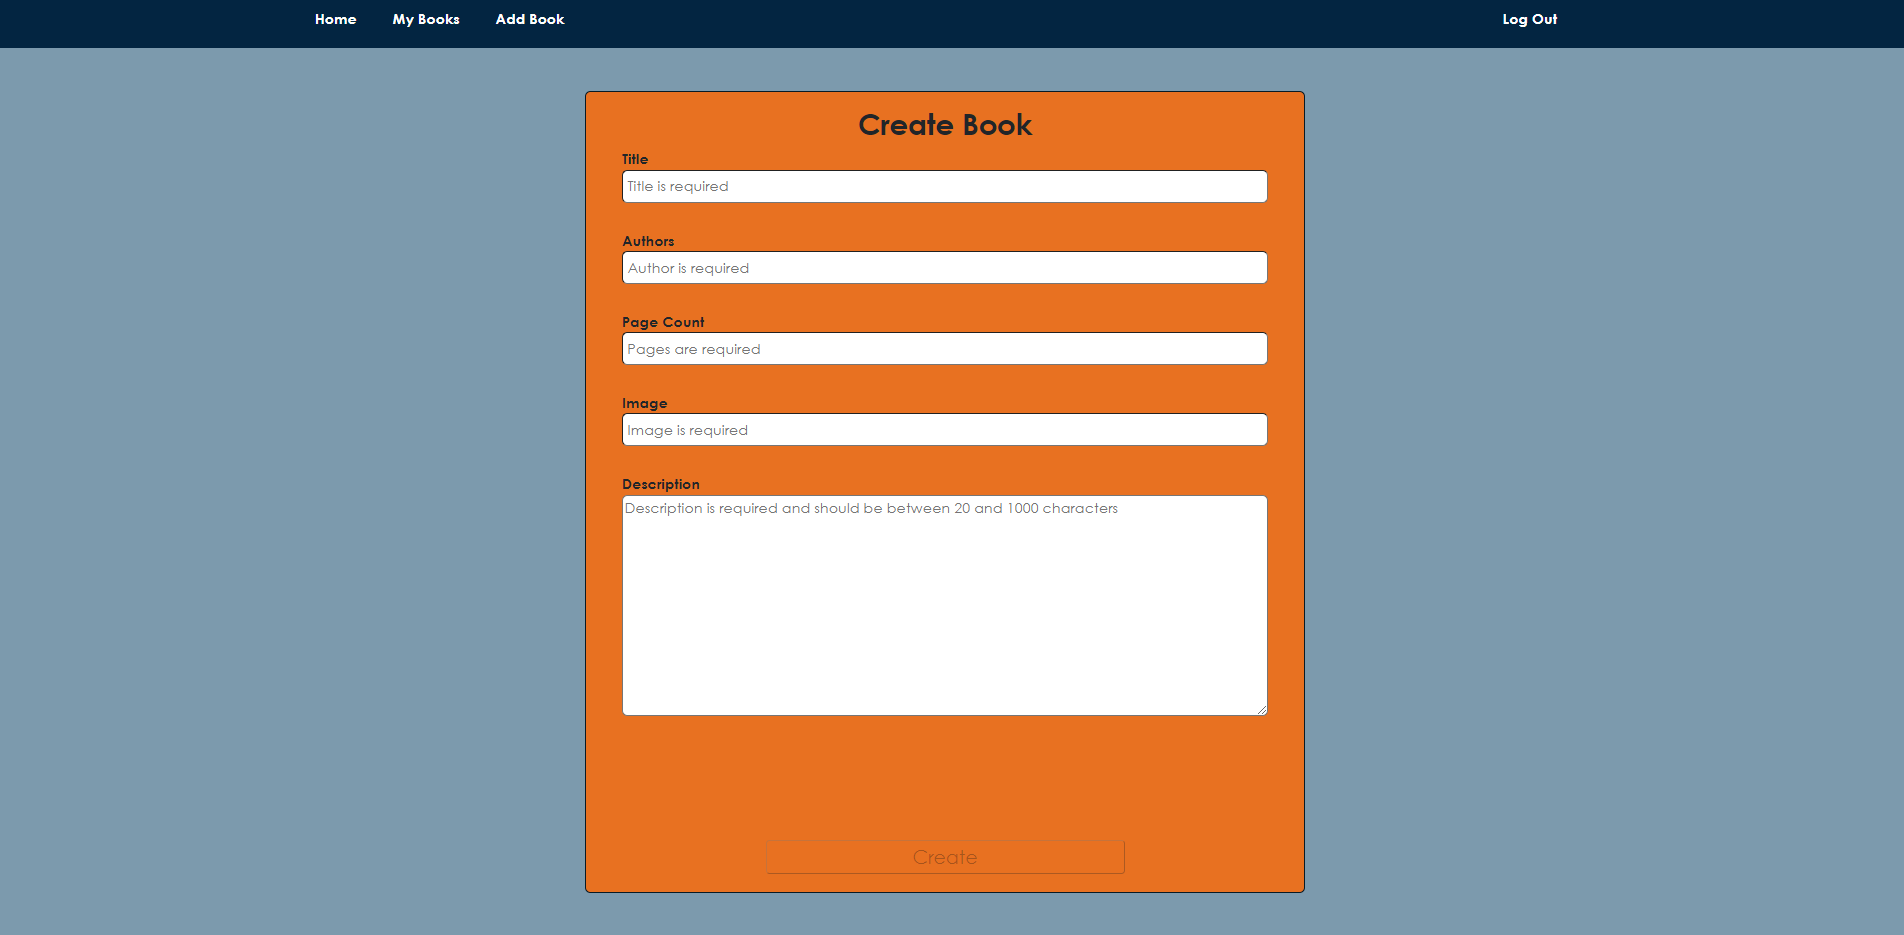 Home My Books Add Book Log Out
Create Book
Title
Title is required
Authors
Author is required
Page Count
Pages are required
Image
Image is required
Description
Description is required and should be between 20 and 1000 characters
Create